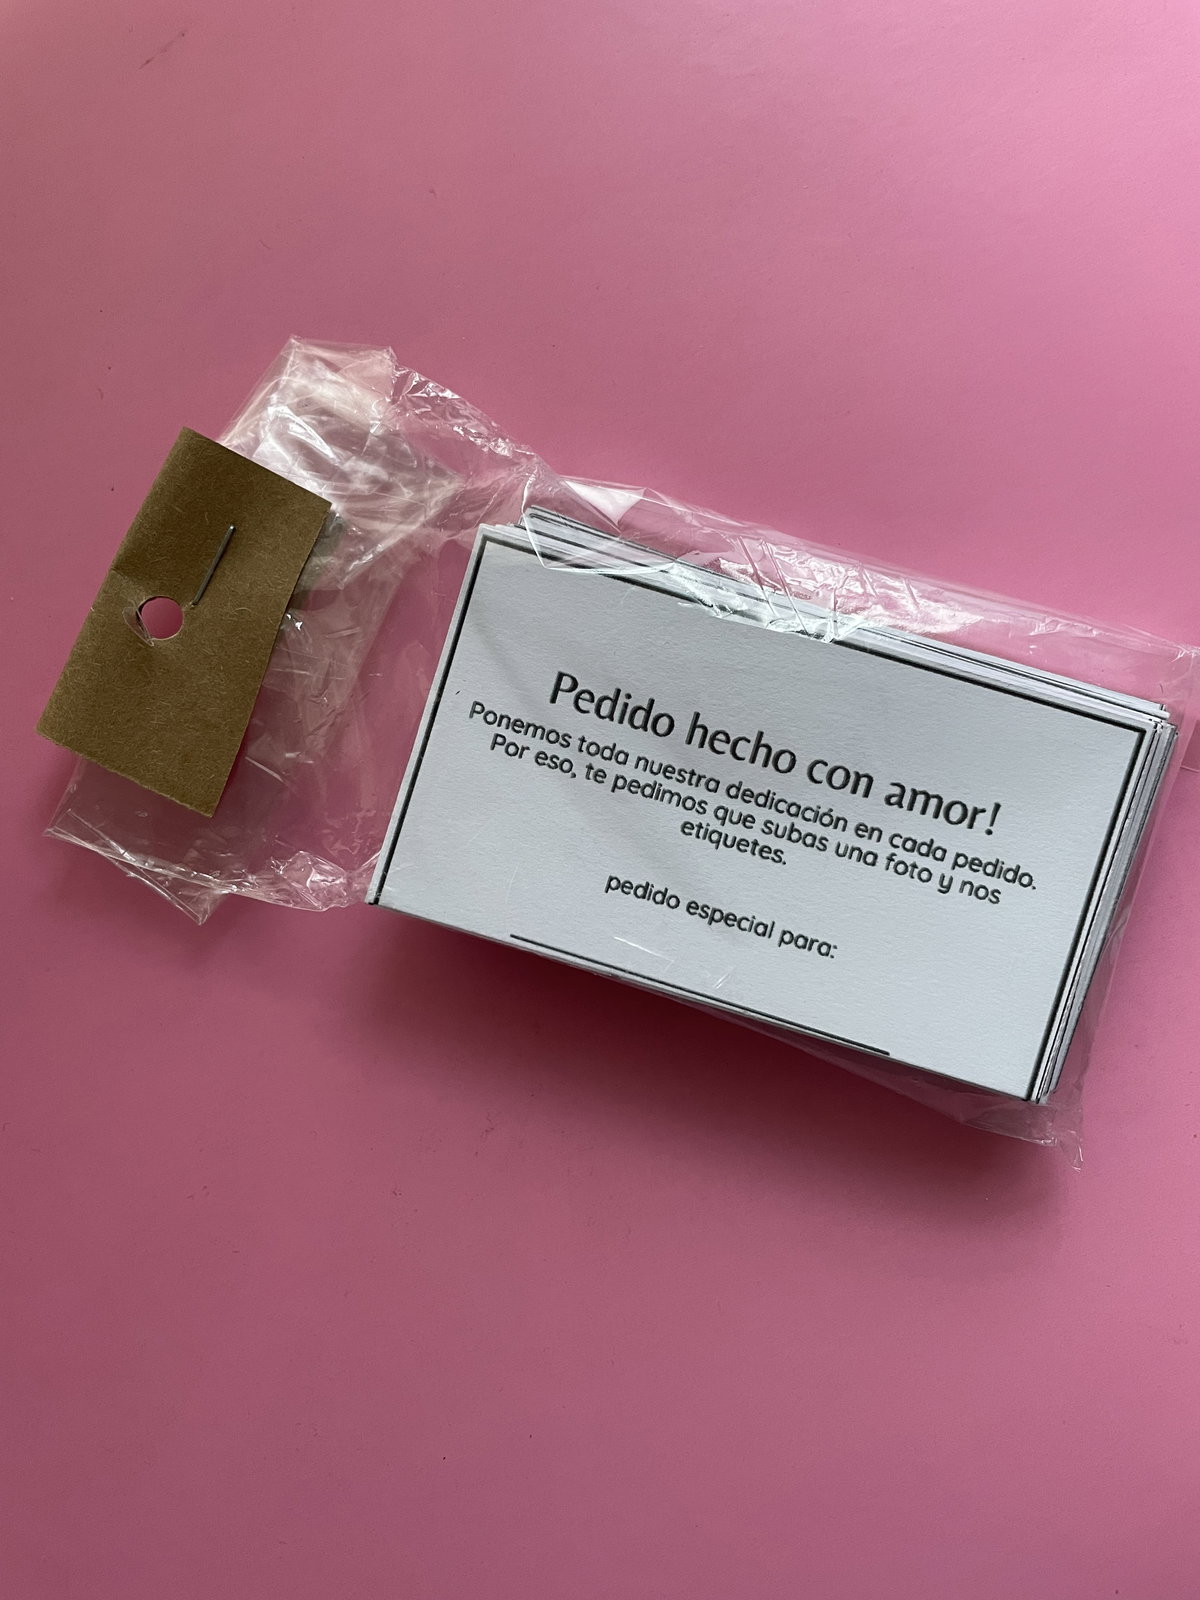 Pedido hecho con amor!
Ponemos toda nuestra dedicación en cada pedido.
Por eso, te pedimos que subas una foto y nos
etiquetes.
pedido especial para: